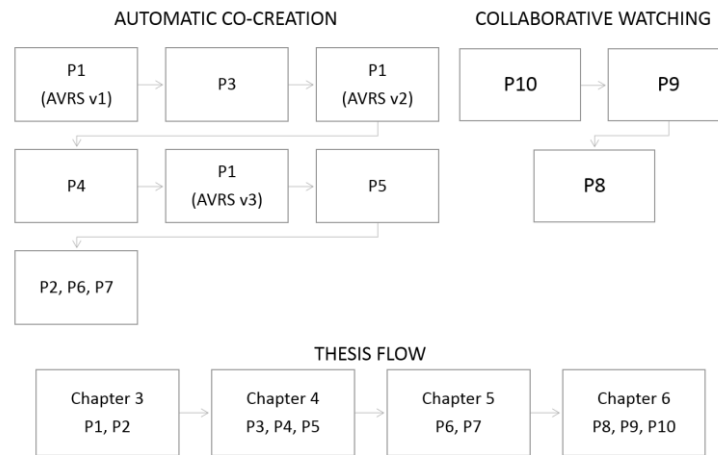 AUTOMATIC CO-CREATION
P1
(AVRS v1)
P3
P1
(AVRS v2)
P4
P1
(AVRS v3)
P5
P2, P6, P7
COLLABORATIVE WATCHING
P10
P9
P8
THESIS FLOW
Chapter 3
P1, P2
Chapter 4
P3, P4, P5
Chapter 5
P6, P7
Chapter 6
P8, P9, P10